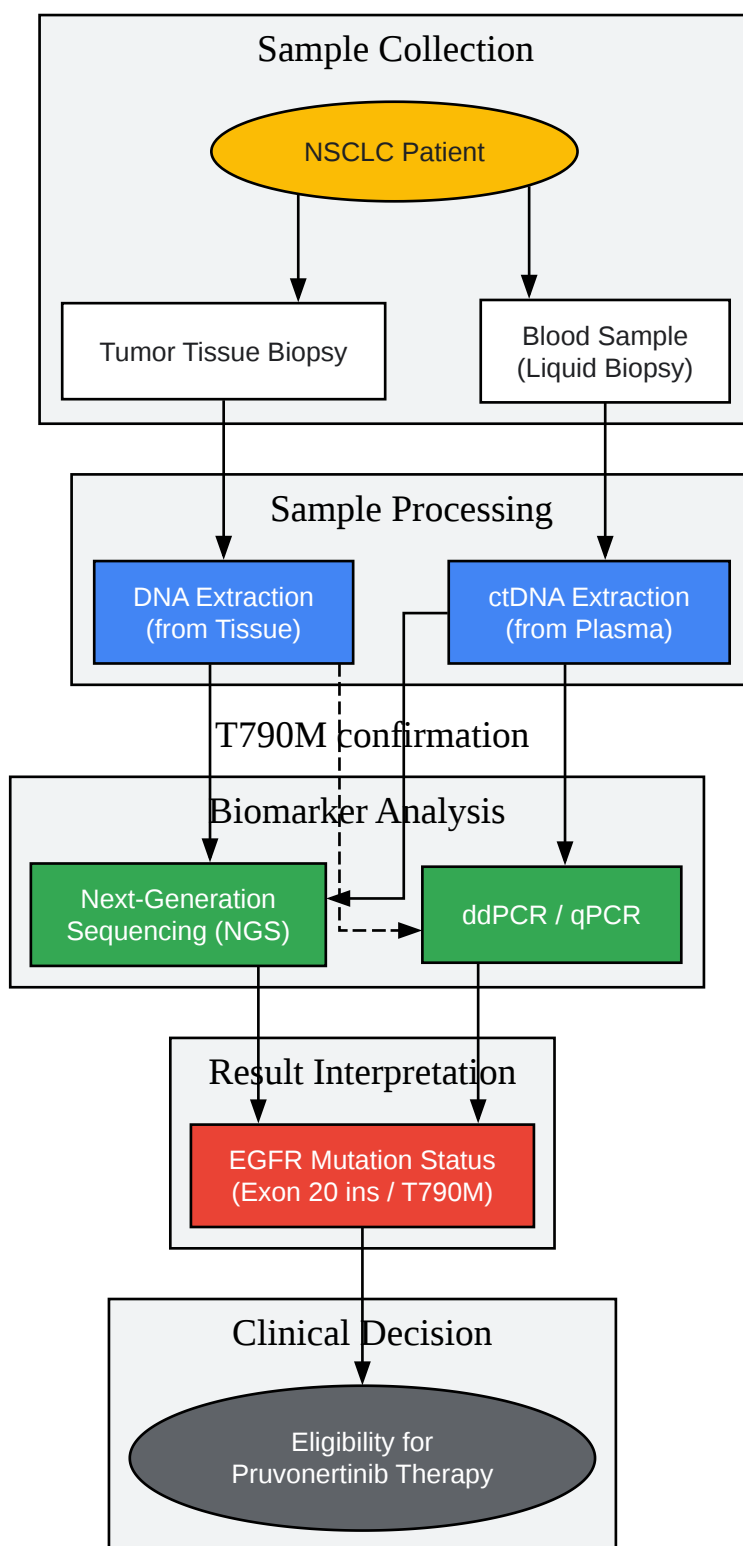 Sample Collection
NSCLC Patient
Tumor Tissue Biopsy
Blood Sample
(Liquid Biopsy)
Sample Processing
DNA Extraction
(from Tissue)
ctDNA Extraction
(from Plasma)
T790M confirmation
Biomarker Analysis
Next-Generation
Sequencing (NGS)
ddPCR / qPCR
Result Interpretation
EGFR Mutation Status
(Exon 20 ins / T790M)
Clinical Decision
Eligibility for
Pruvonertinib Therapy